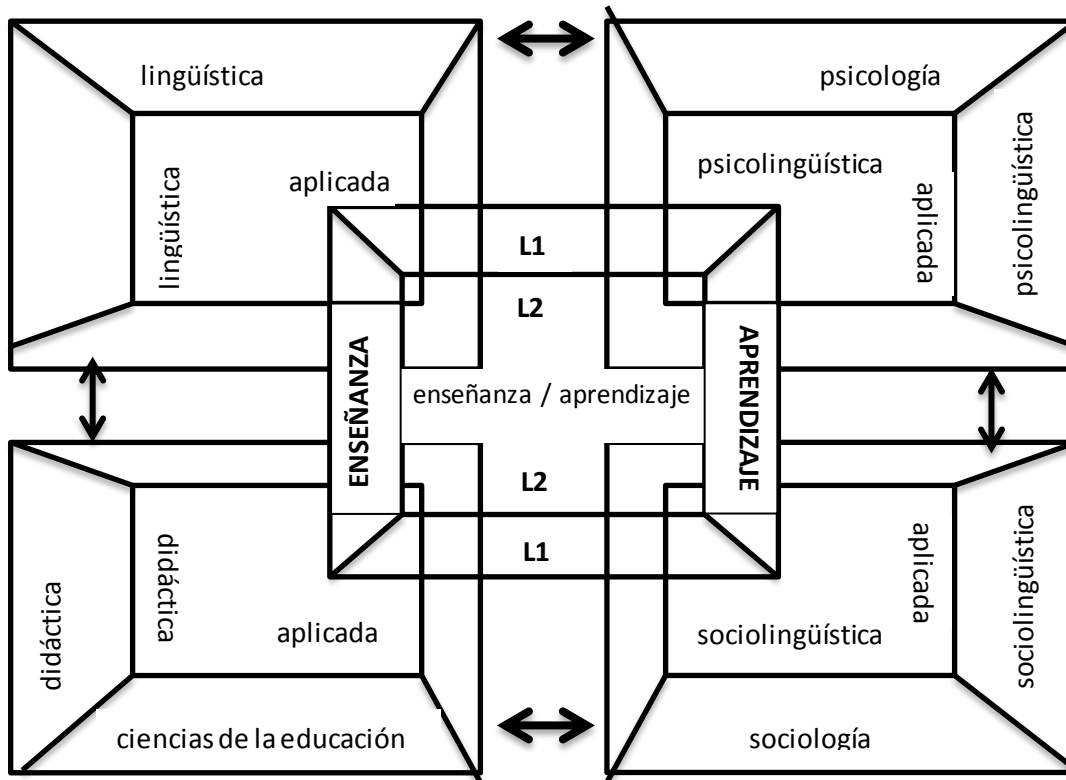 lingüística
psicología
lingüística
aplicada
psicolingüística
aplicada
psicolingüística
L1
L2
ENSEÑANZA
enseñanza / aprendizaje
APRENDIZAJE
L2
L1
didáctica
didáctica
aplicada
sociolingüística
aplicada
sociolingüística
ciencias de la educación
sociología